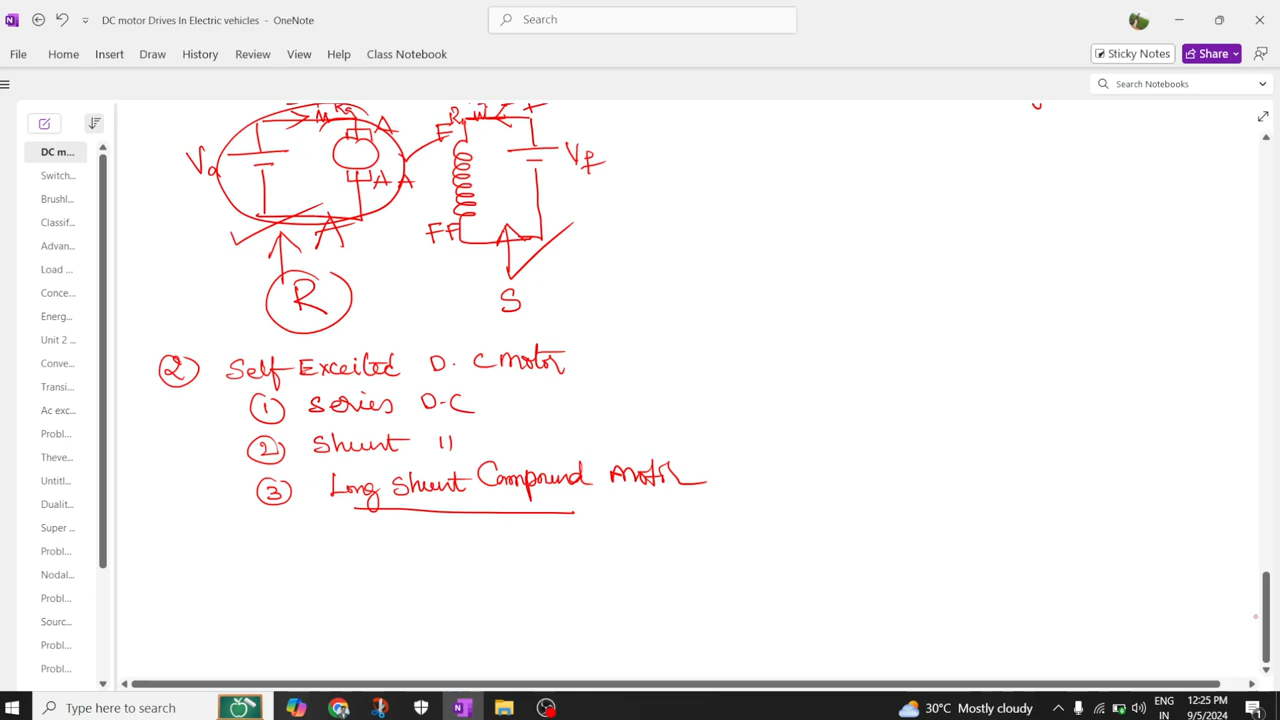 DC motor Drives In Electric vehicles - OneNote
Search
File Home Insert Draw History Review View Help Class Notebook
Sticky Notes
Share
Search Notebooks
DC m...
Switch...
Brushl...
Classif...
Advan...
Load ...
Conce...
Energ...
Unit 2 ...
Conve...
Transi...
Ac exc...
Probl...
Theve...
Untitl...
Dualit...
Super ...
Probl...
Nodal...
Probl...
Sourc...
Probl...
Probl...
Ra
A
Va
AA
A
R
F
Vf
FF
S
② Self-Excited D.C Motor
① Series D-C
② Shunt "
③ Long Shunt Compound motor
Type here to search
30°C Mostly cloudy
ENG
IN
12:25 PM
9/5/2024
1